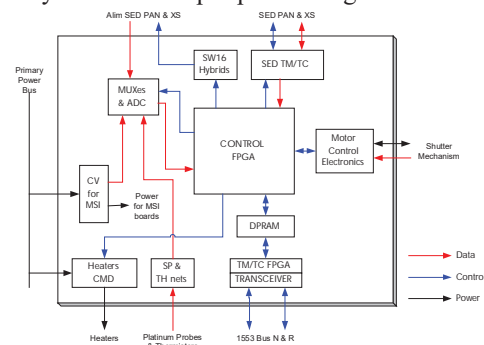 Alim SED PAN & XS
SED PAN & XS
Primary
Power
Bus
SW16
Hybrids
SED TM/TC
MUXes
& ADC
CONTROL
FPGA
Motor
Control
Electronics
Shutter
Mechanism
CV
for
MSI
Power
for MSI
boards
DPRAM
Heaters
CMD
SP &
TH nets
TM/TC FPGA
TRANSCEIVER
Data
Contro
Power
Heaters
Platinum Probes
1553 Bus N & R